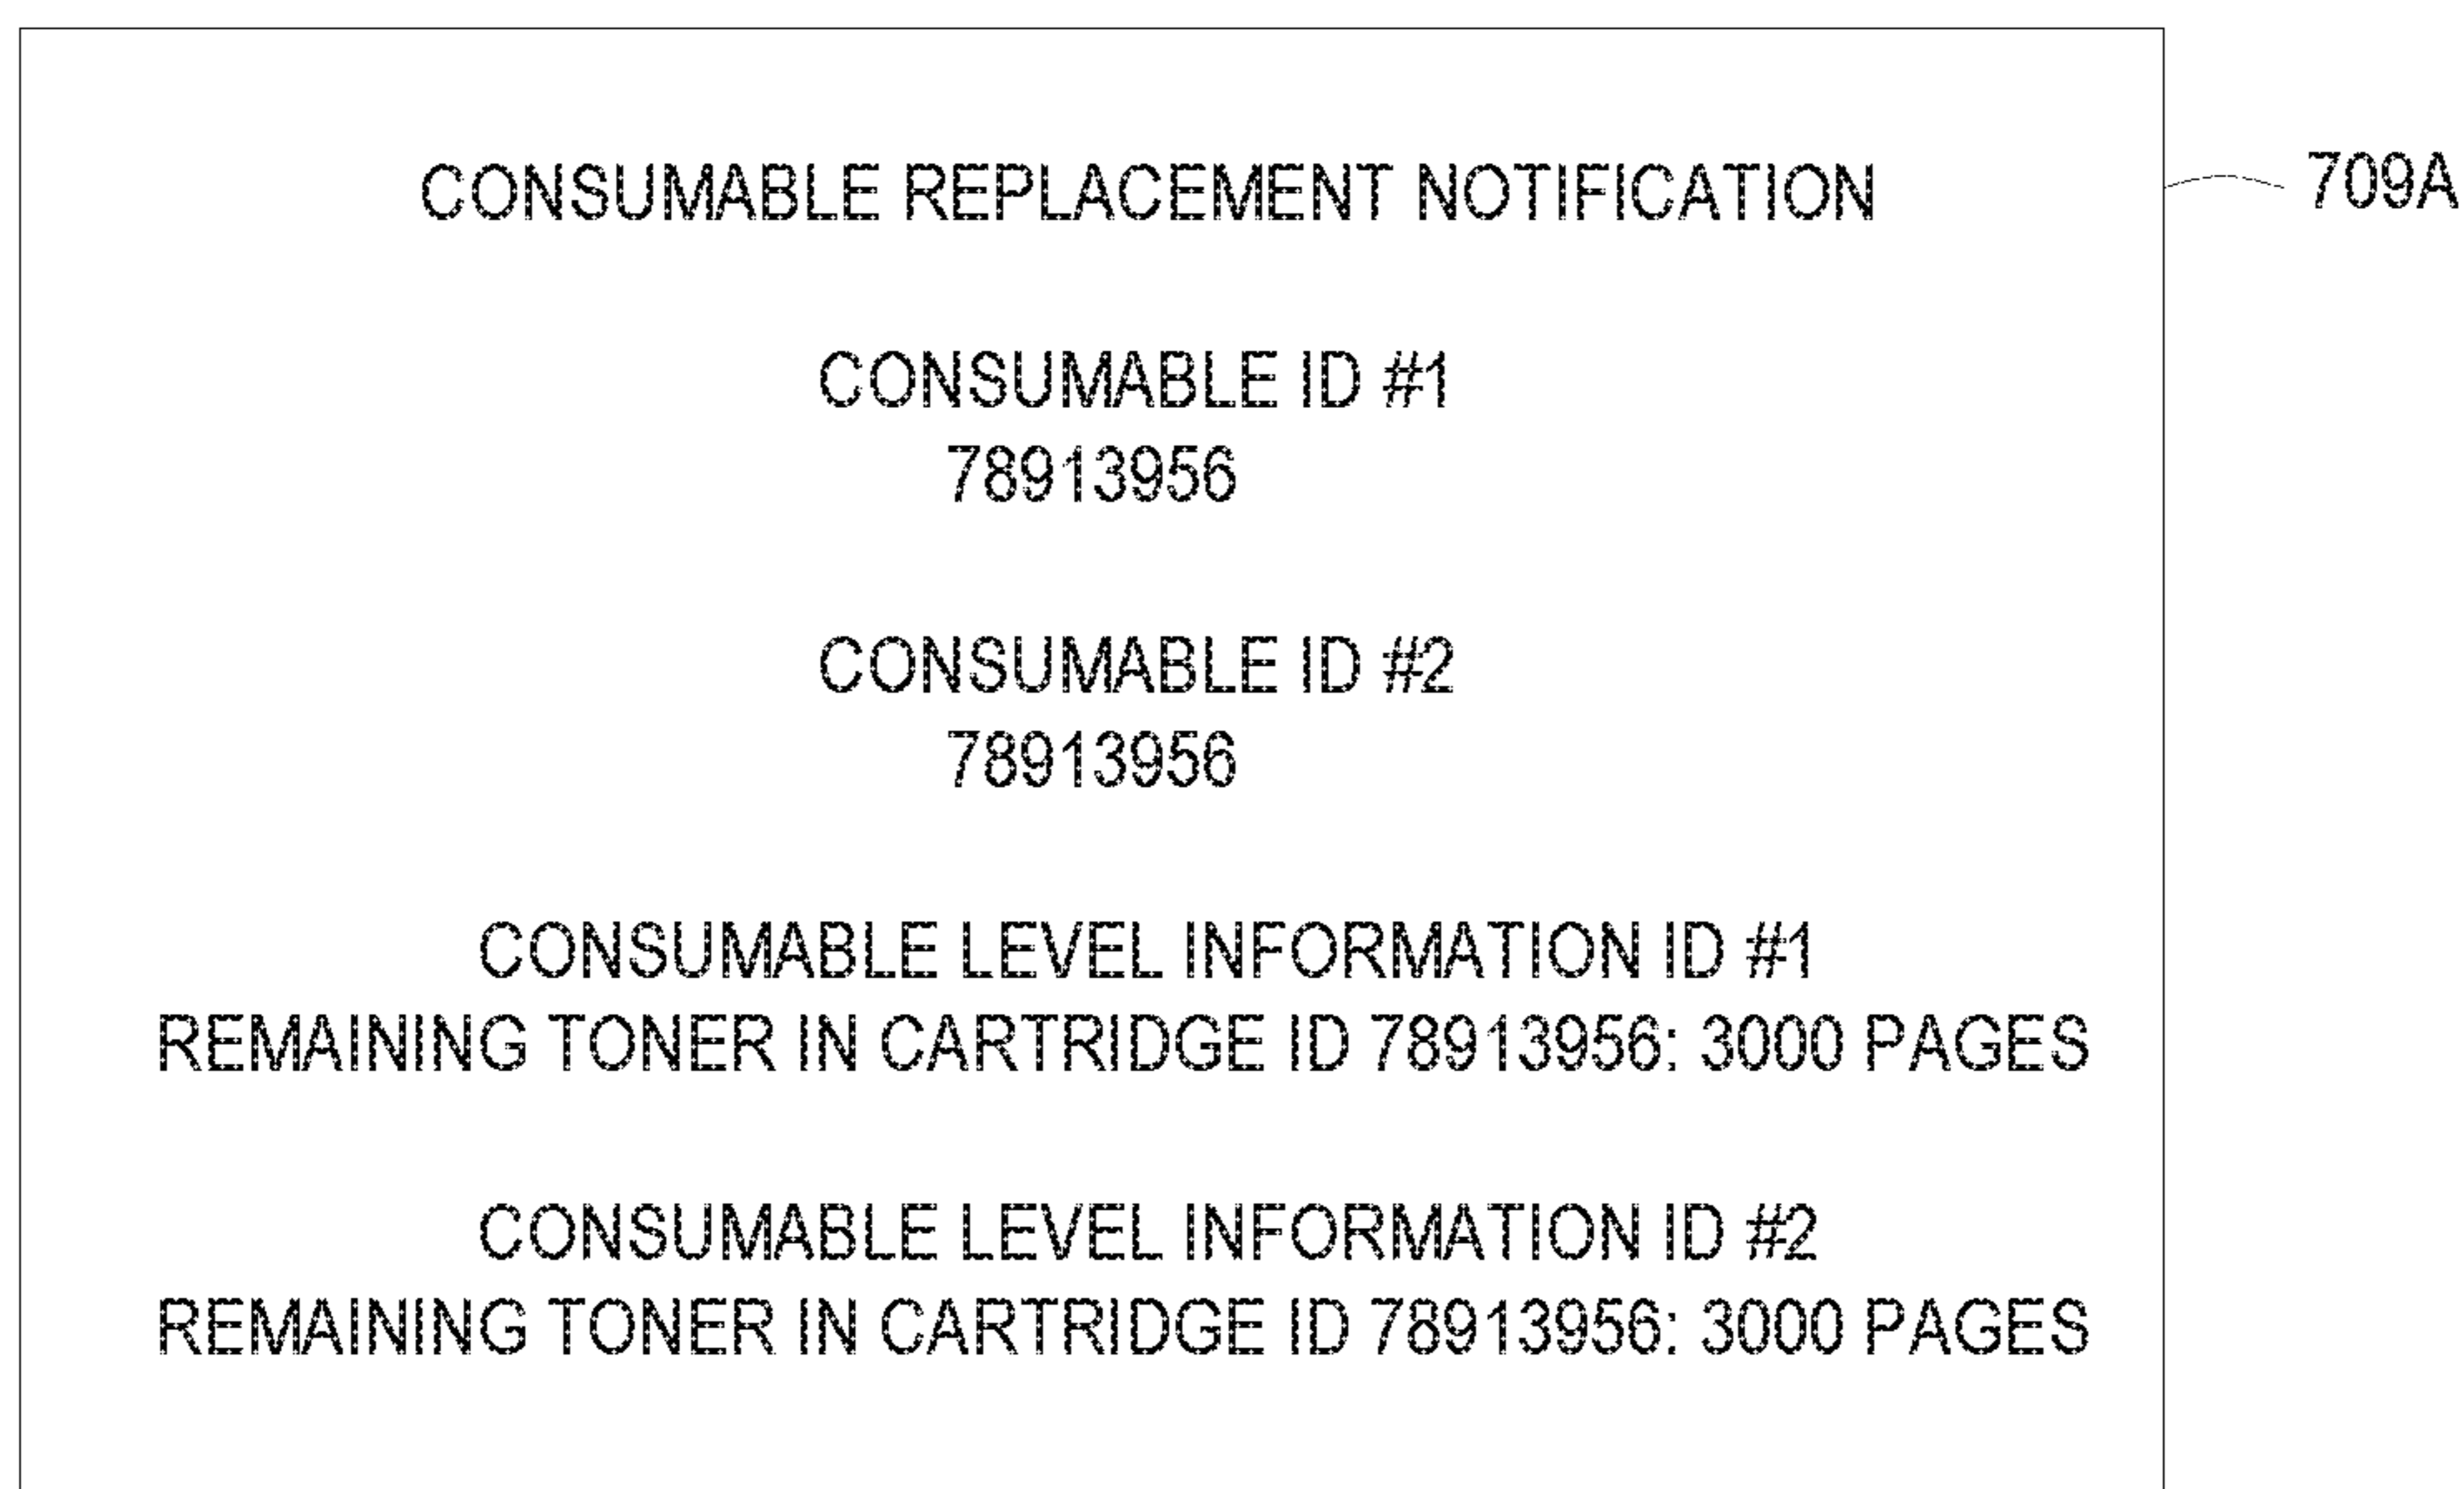 CONSUMABLE REPLACEMENT NOTIFICATION
709A
CONSUMABLE ID #1
78913956
CONSUMABLE ID #2
78913956
CONSUMABLE LEVEL INFORMATION ID #1
REMAINING TONER IN CARTRIDGE ID 78913956: 3000 PAGES
CONSUMABLE LEVEL INFORMATION ID #2
REMAINING TONER IN CARTRIDGE ID 78913956: 3000 PAGES